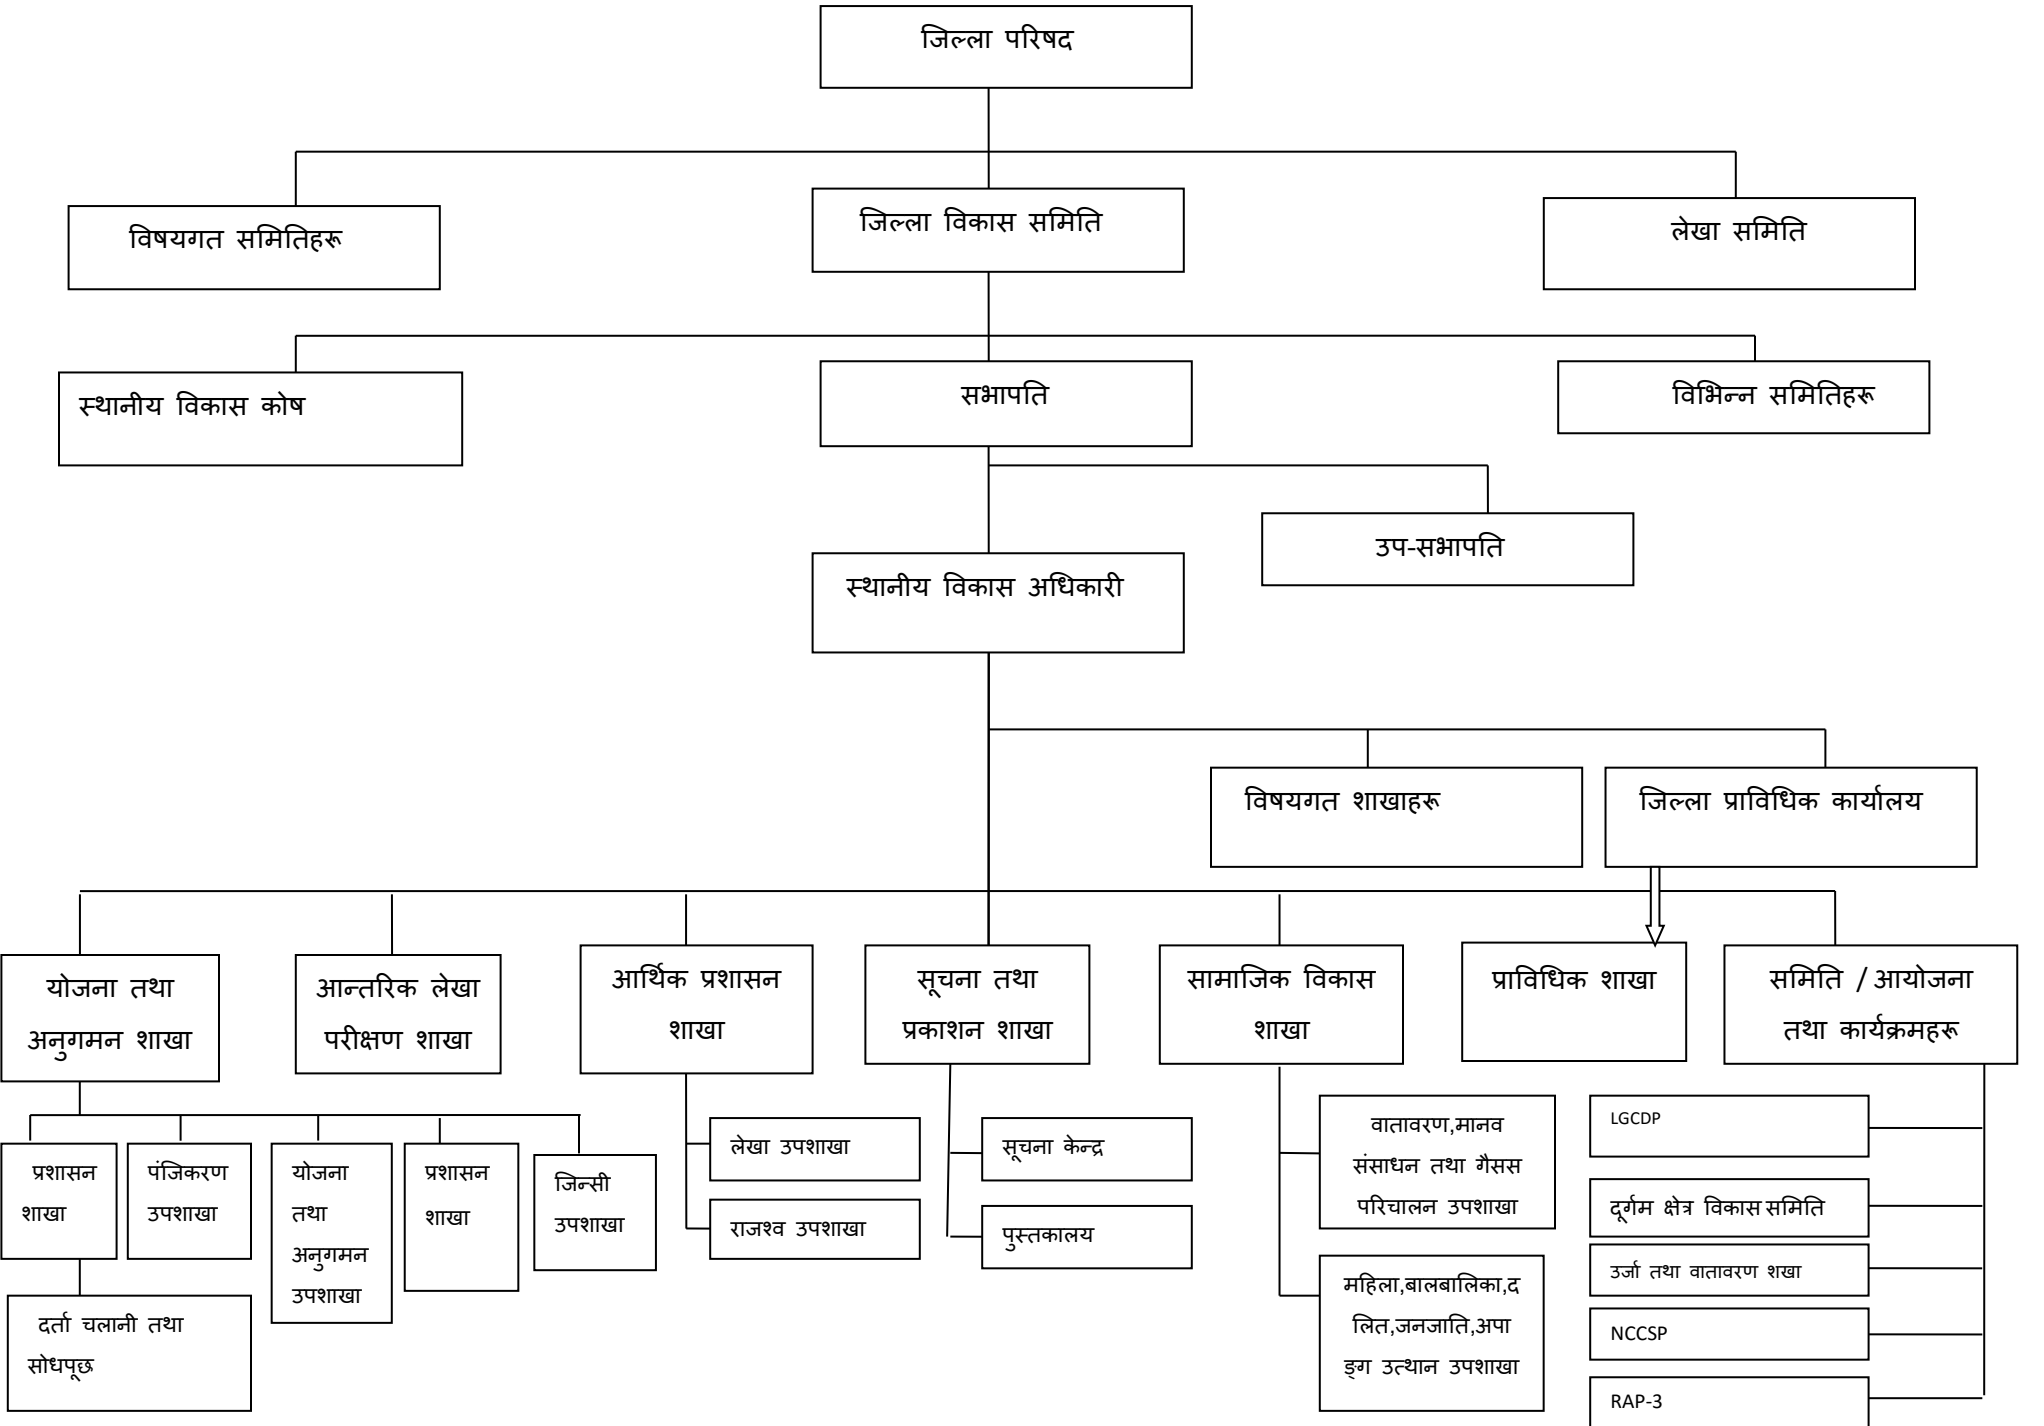 जिल्ला परिषद
विषयगत समितिहरू
जिल्ला विकास समिति
लेखा समिति
स्थानीय विकास कोष
सभापति
विभिन्न समितिहरू
उप-सभापति
स्थानीय विकास अधिकारी
विषयगत शाखाहरू
जिल्ला प्राविधिक कार्यालय
योजना तथा
अनुगमन शाखा
आन्तरिक लेखा
परीक्षण शाखा
आर्थिक प्रशासन
शाखा
सूचना तथा
प्रकाशन शाखा
सामाजिक विकास
शाखा
प्राविधिक शाखा
समिति / आयोजना
तथा कार्यक्रमहरू
प्रशासन
शाखा
पंजिकरण
उपशाखा
योजना
तथा
अनुगमन
उपशाखा
प्रशासन
शाखा
जिन्सी
उपशाखा
दर्ता चलानी तथा
सोधपूछ
लेखा उपशाखा
राजश्व उपशाखा
सूचना केन्द्र
पुस्तकालय
वातावरण,मानव
संसाधन तथा गैसस
परिचालन उपशाखा
महिला,बालबालिका,द
लित,जनजाति,अपा
ङ्ग उत्थान उपशाखा
LGCDP
दूर्गम क्षेत्र विकास समिति
उर्जा तथा वातावरण शखा
NCCSP
RAP-3